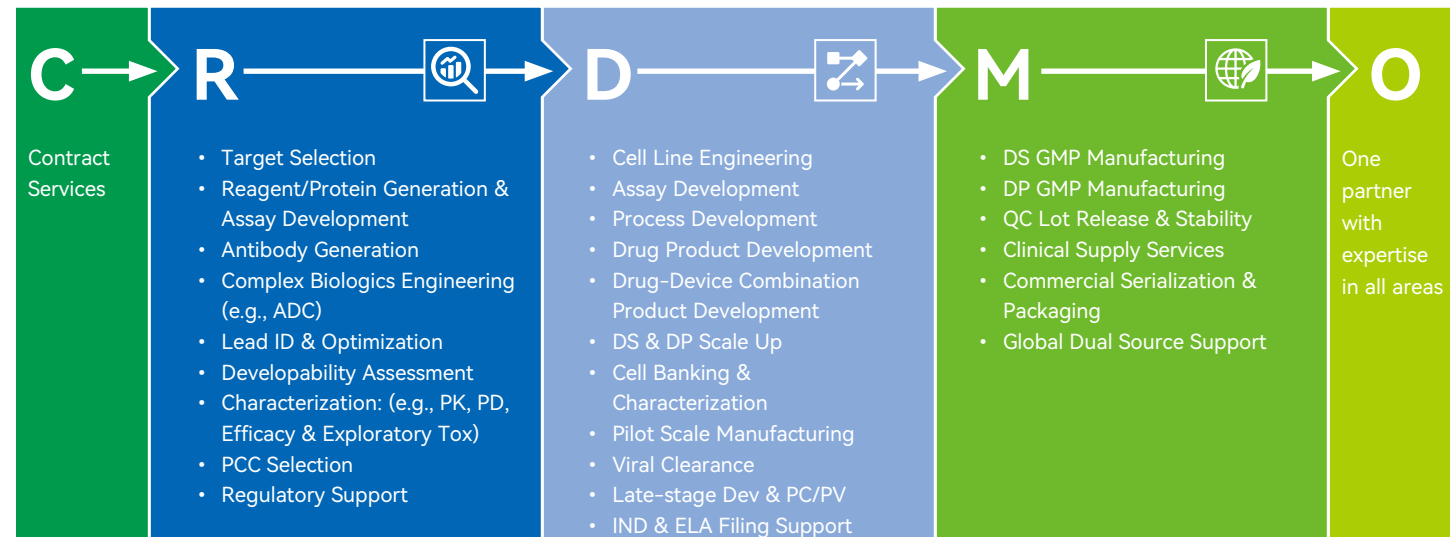 C
R
D
M
O
Contract
Services
• Target Selection
• Reagent/Protein Generation &
Assay Development
• Antibody Generation
• Complex Biologics Engineering
(e.g., ADC)
• Lead ID & Optimization
• Developability Assessment
• Characterization: (e.g., PK, PD,
Efficacy & Exploratory Tox)
• PCC Selection
• Regulatory Support
• Cell Line Engineering
• Assay Development
• Process Development
• Drug Product Development
• Drug-Device Combination
Product Development
• DS & DP Scale Up
• Cell Banking &
Characterization
• Pilot Scale Manufacturing
• Viral Clearance
• Late-stage Dev & PC/PV
• IND & ELA Filing Support
• DS GMP Manufacturing
• DP GMP Manufacturing
• QC Lot Release & Stability
• Clinical Supply Services
• Commercial Serialization &
Packaging
• Global Dual Source Support
One
partner
with
expertise
in all areas